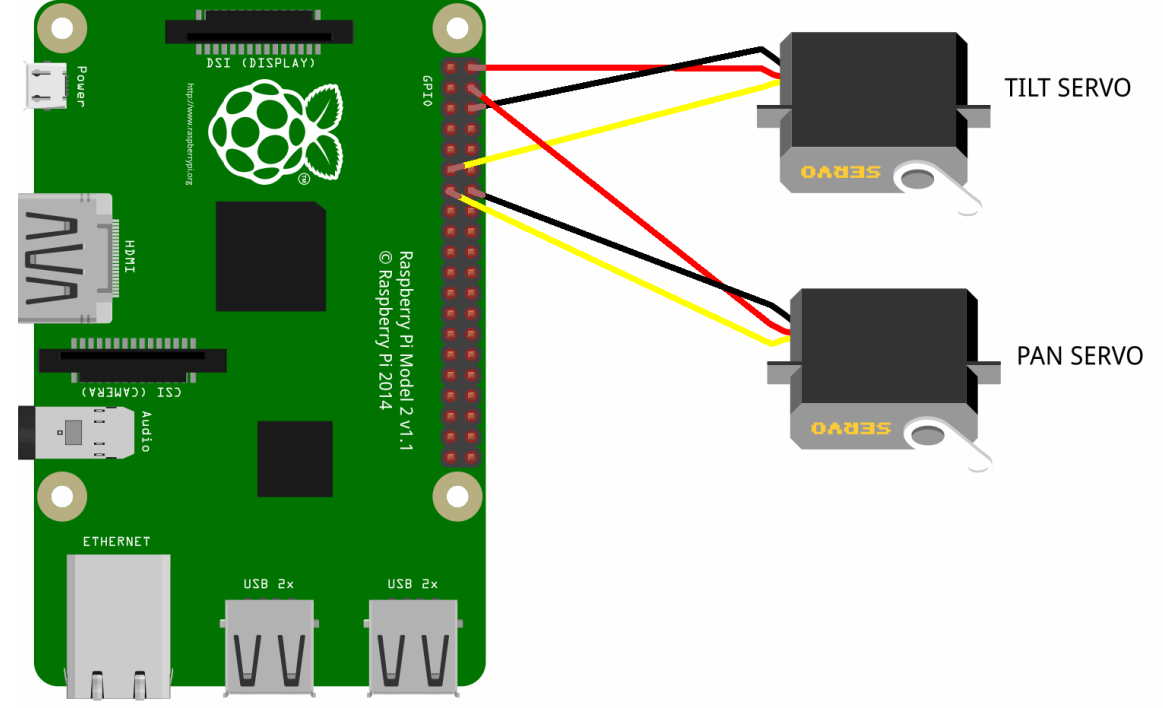 DSI (DISPLAY)
Power
GPIO
http://www.raspberrypi.org
TM
HDMI
Raspberry Pi Model 2 v1.1
© Raspberry Pi 2014
CSI (CAMERA)
Audio
ETHERNET
USB 2x
USB 2x
TILT SERVO
SERVO
PAN SERVO
SERVO